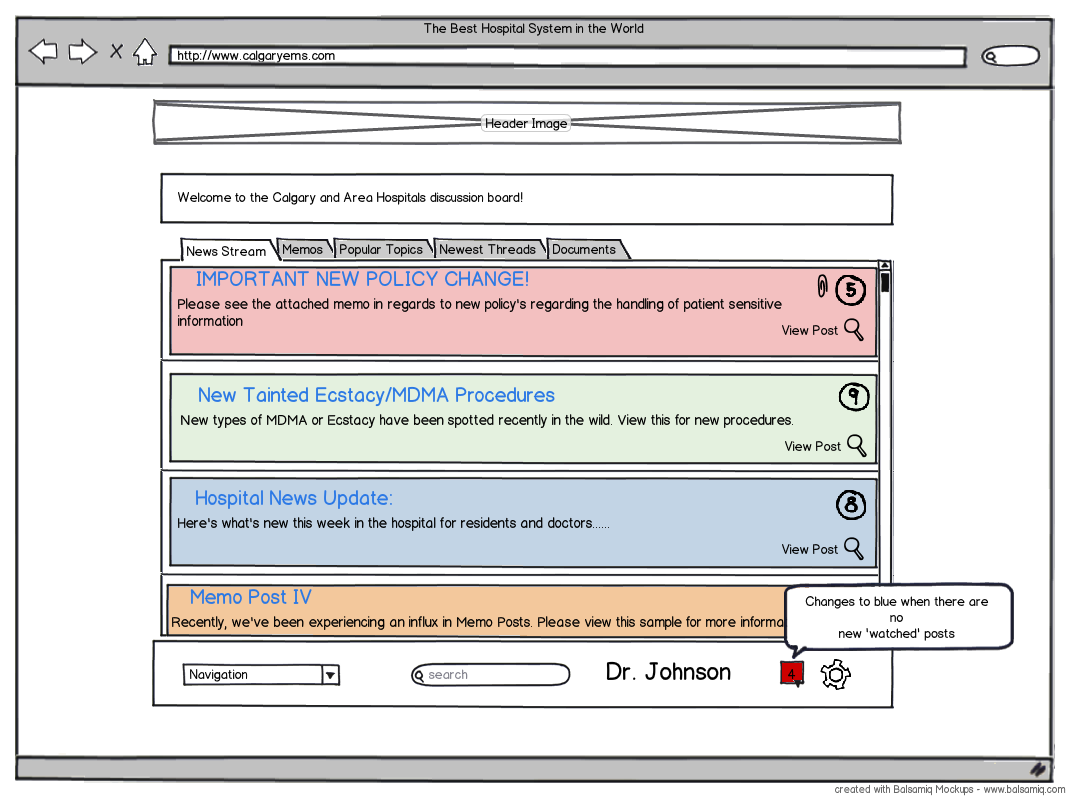 The Best Hospital System in the World
http://www.calgaryems.com
Header Image
Welcome to the Calgary and Area Hospitals discussion board!
News Stream Memos Popular Topics Newest Threads Documents
IMPORTANT NEW POLICY CHANGE!
5
Please see the attached memo in regards to new policy's regarding the handling of patient sensitive
information
View Post
New Tainted Ecstacy/MDMA Procedures
9
New types of MDMA or Ecstacy have been spotted recently in the wild. View this for new procedures.
View Post
Hospital News Update:
8
Here's what's new this week in the hospital for residents and doctors......
View Post
Memo Post IV
Recently, we've been experiencing an influx in Memo Posts. Please view this sample for more informa
Changes to blue when there are
no
new 'watched' posts
Navigation search Dr. Johnson 4
created with Balsamiq Mockups - www.balsamiq.com